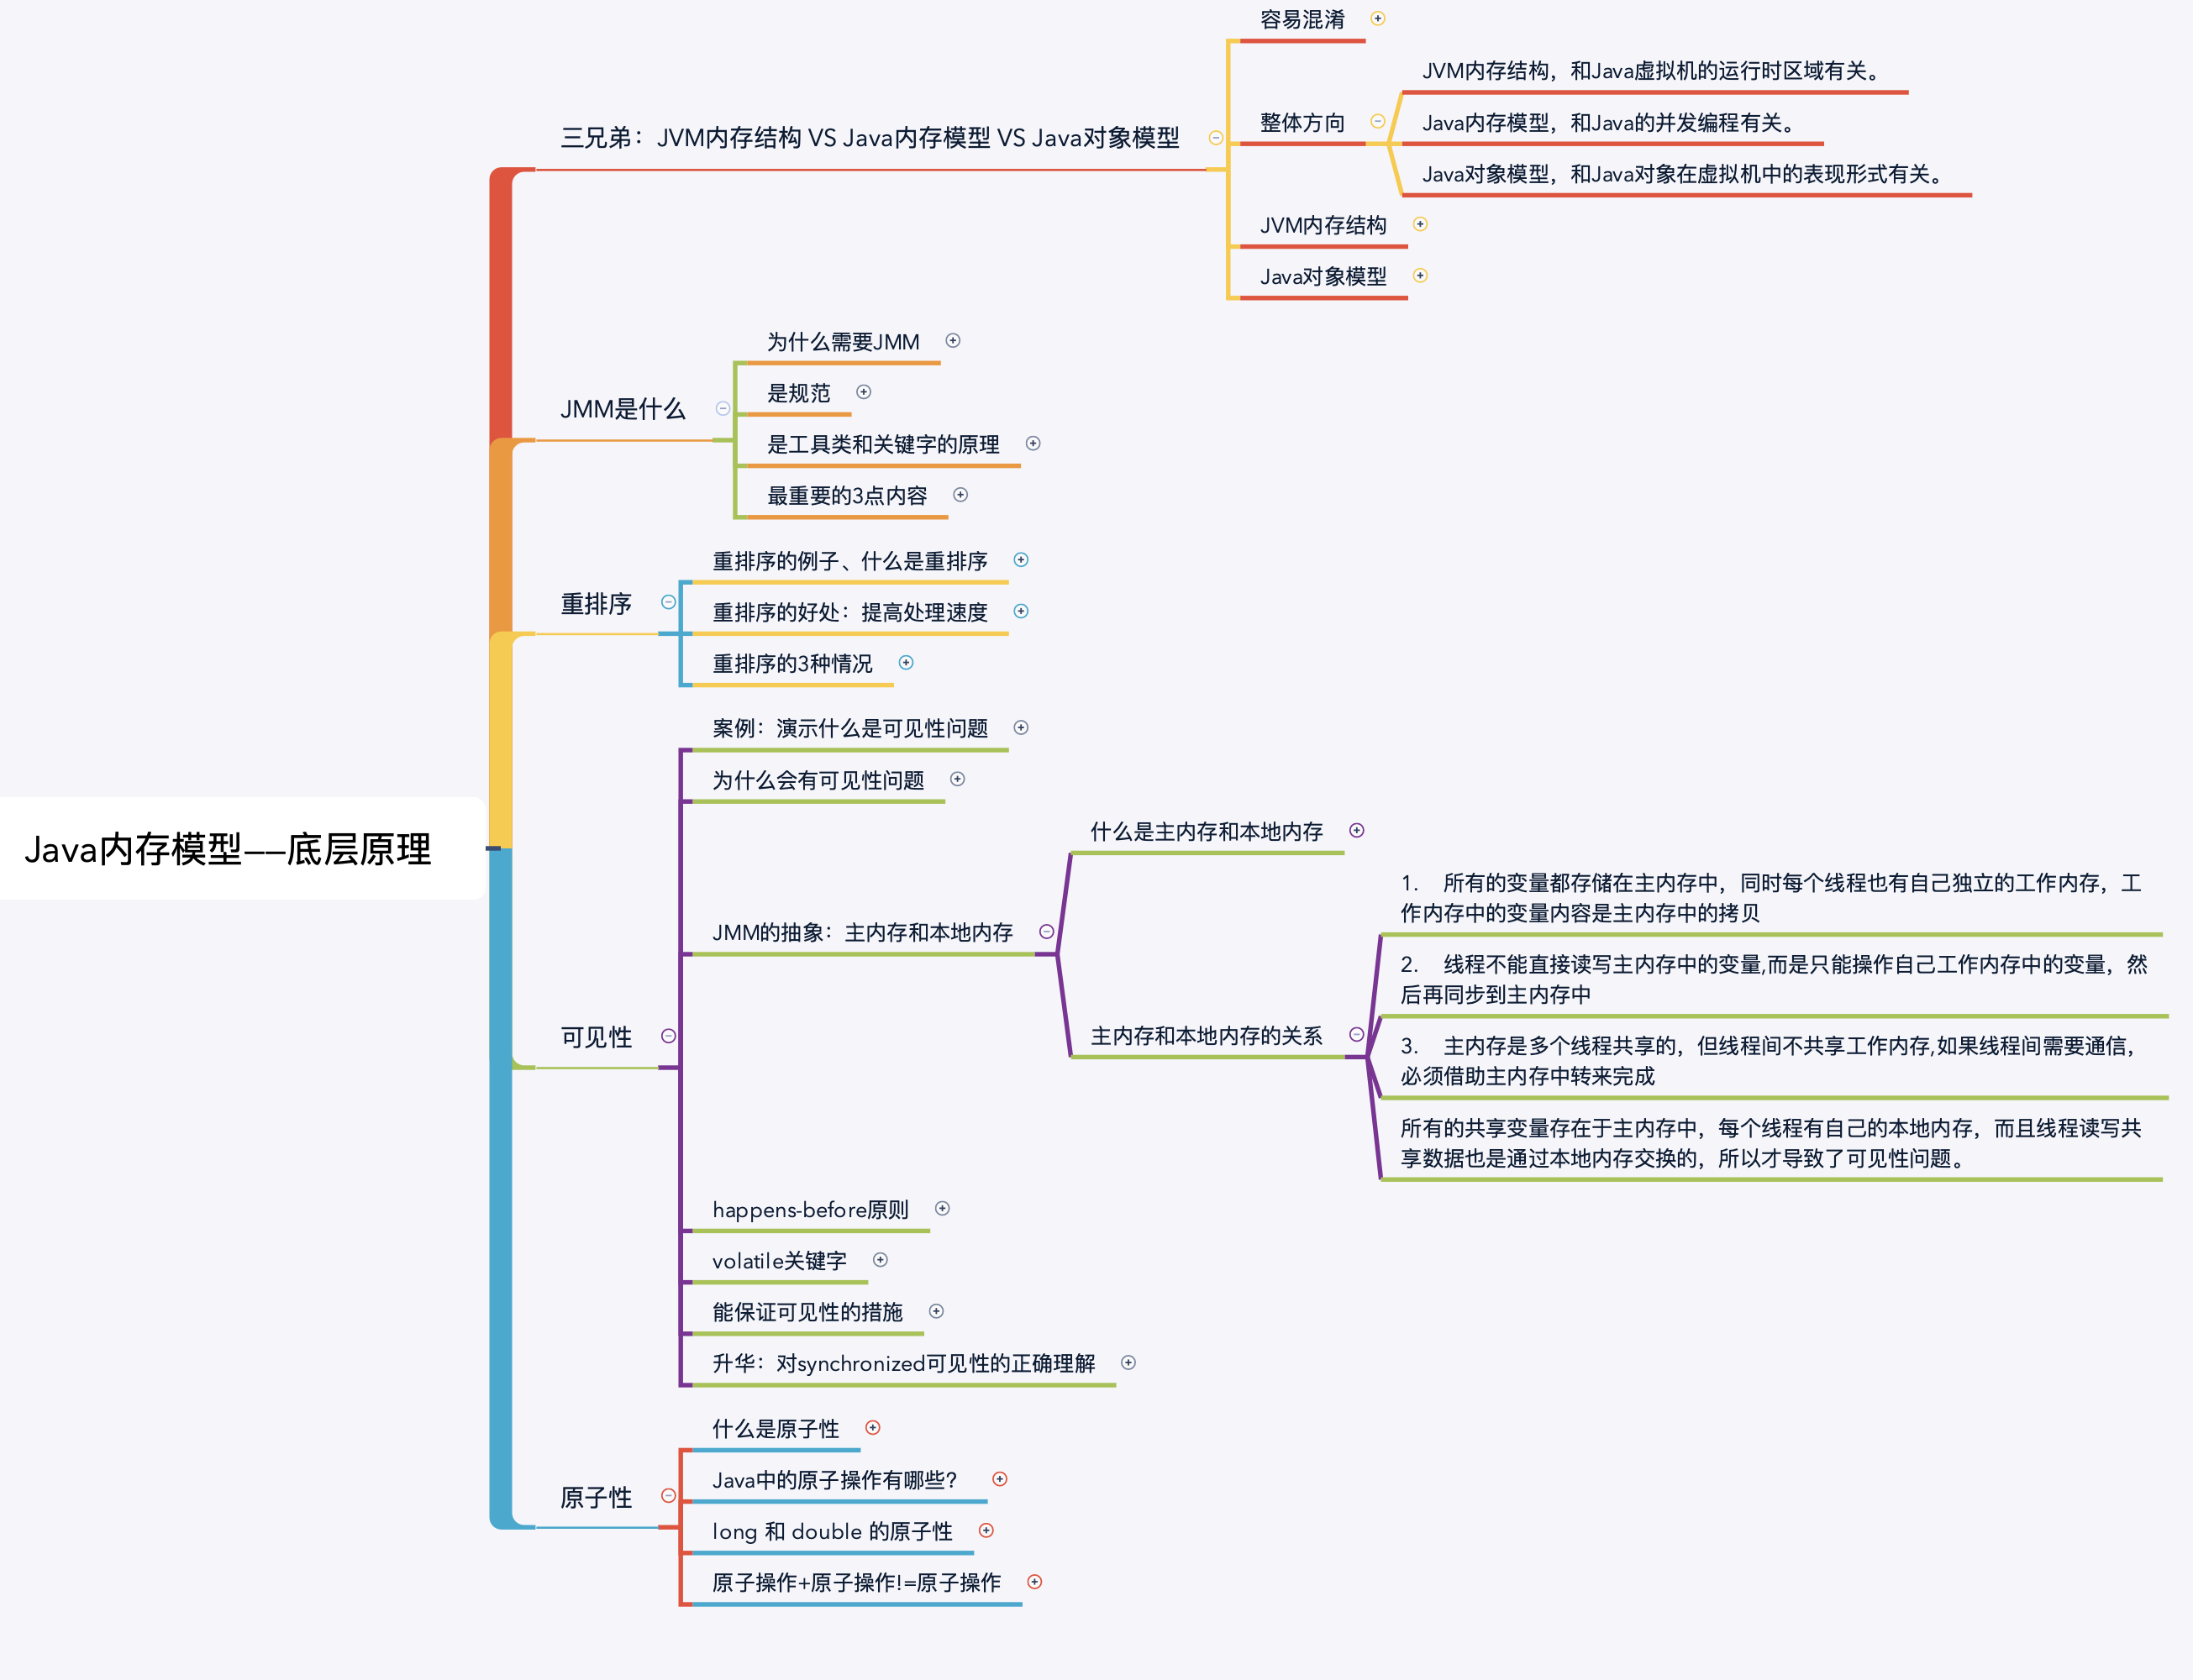 Java内存模型——底层原理
三兄弟：JVM内存结构 VS Java内存模型 VS Java对象模型
容易混淆
整体方向
JVM内存结构，和Java虚拟机的运行时区域有关。
Java内存模型，和Java的并发编程有关。
Java对象模型，和Java对象在虚拟机中的表现形式有关。
JVM内存结构
Java对象模型
JMM是什么
为什么需要JMM
是规范
是工具类和关键字的原理
最重要的3点内容
重排序
重排序的例子、什么是重排序
重排序的好处：提高处理速度
重排序的3种情况
可见性
案例：演示什么是可见性问题
为什么会有可见性问题
JMM的抽象：主内存和本地内存
什么是主内存和本地内存
主内存和本地内存的关系
1. 所有的变量都存储在主内存中，同时每个线程也有自己独立的工作内存，工
作内存中的变量内容是主内存中的拷贝
2. 线程不能直接读写主内存中的变量,而是只能操作自己工作内存中的变量，然
后再同步到主内存中
3. 主内存是多个线程共享的，但线程间不共享工作内存,如果线程间需要通信，
必须借助主内存中转来完成
所有的共享变量存在于主内存中，每个线程有自己的本地内存，而且线程读写共
享数据也是通过本地内存交换的，所以才导致了可见性问题。
happens-before原则
volatile关键字
能保证可见性的措施
升华：对synchronized可见性的正确理解
原子性
什么是原子性
Java中的原子操作有哪些？
long 和 double 的原子性
原子操作+原子操作!=原子操作